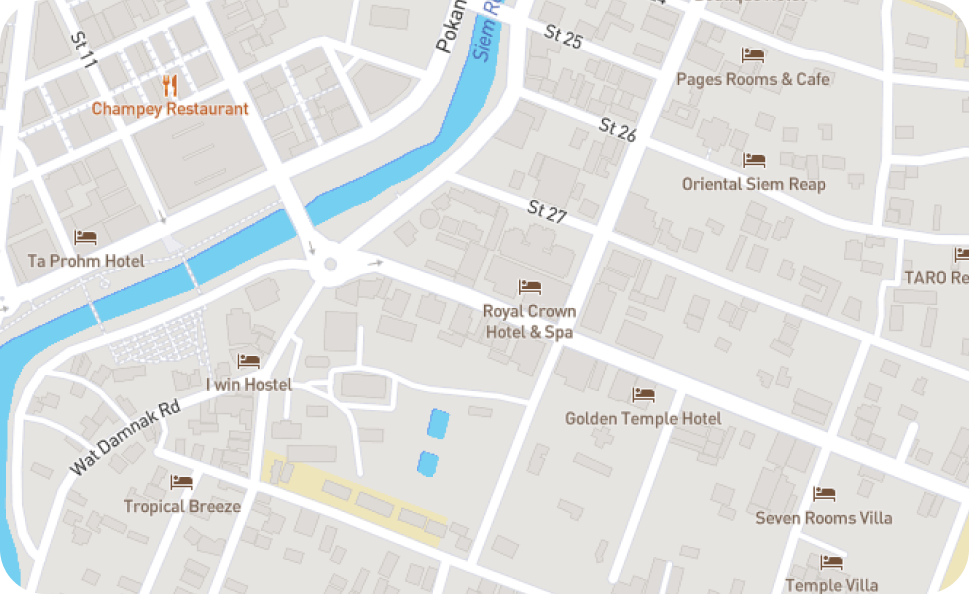 St 11
Pokam
Siem R
St 25
Pages Rooms & Cafe
Champey Restaurant
St 26
Oriental Siem Reap
St 27
Ta Prohm Hotel
TARO Re
Royal Crown
Hotel & Spa
I win Hostel
Golden Temple Hotel
Wat Damnak Rd
Tropical Breeze
Seven Rooms Villa
Temple Villa